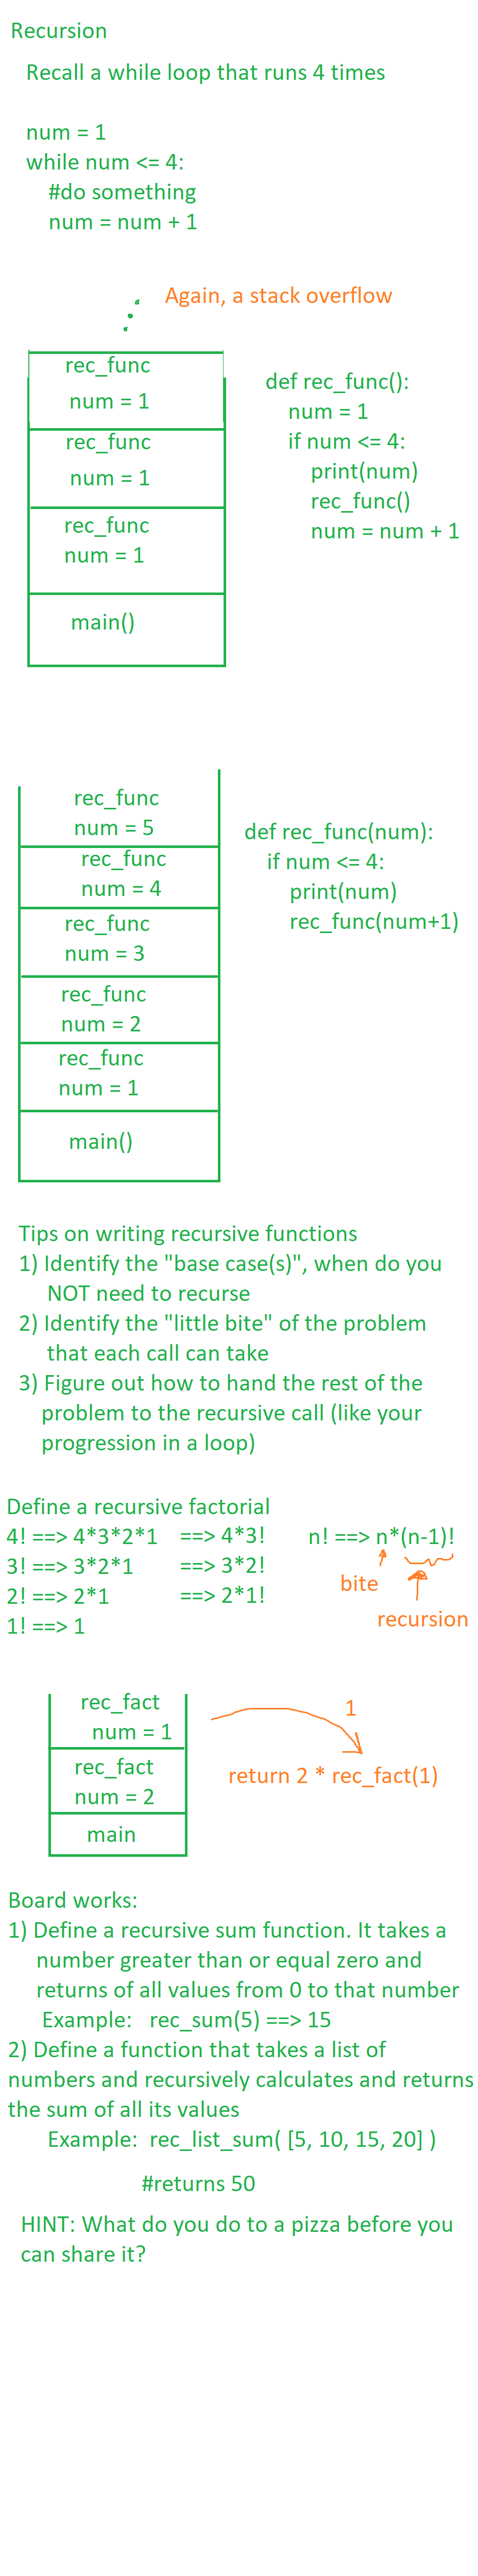 Recursion
Recall a while loop that runs 4 times
num = 1
while num <= 4:
#do something
num = num + 1
Again, a stack overflow
rec_func
num = 1
rec_func
num = 1
rec_func
num = 1
main()
def rec_func():
num = 1
if num <= 4:
print(num)
rec_func()
num = num + 1
rec_func
num = 5
rec_func
num = 4
rec_func
num = 3
rec_func
num = 2
rec_func
num = 1
main()
def rec_func(num):
if num <= 4:
print(num)
rec_func(num+1)
Tips on writing recursive functions
1) Identify the "base case(s)", when do you
NOT need to recurse
2) Identify the "little bite" of the problem
that each call can take
3) Figure out how to hand the rest of the
problem to the recursive call (like your
progression in a loop)
Define a recursive factorial
4! ==> 4*3*2*1 ==> 4*3! n! ==> n*(n-1)!
3! ==> 3*2*1 ==> 3*2!
2! ==> 2*1 ==> 2*1!
1! ==> 1
bite
recursion
rec_fact
num = 1
rec_fact
num = 2
main
1
return 2 * rec_fact(1)
Board works:
1) Define a recursive sum function. It takes a
number greater than or equal zero and
returns of all values from 0 to that number
Example: rec_sum(5) ==> 15
2) Define a function that takes a list of
numbers and recursively calculates and returns
the sum of all its values
Example: rec_list_sum( [5, 10, 15, 20] )
#returns 50
HINT: What do you do to a pizza before you
can share it?